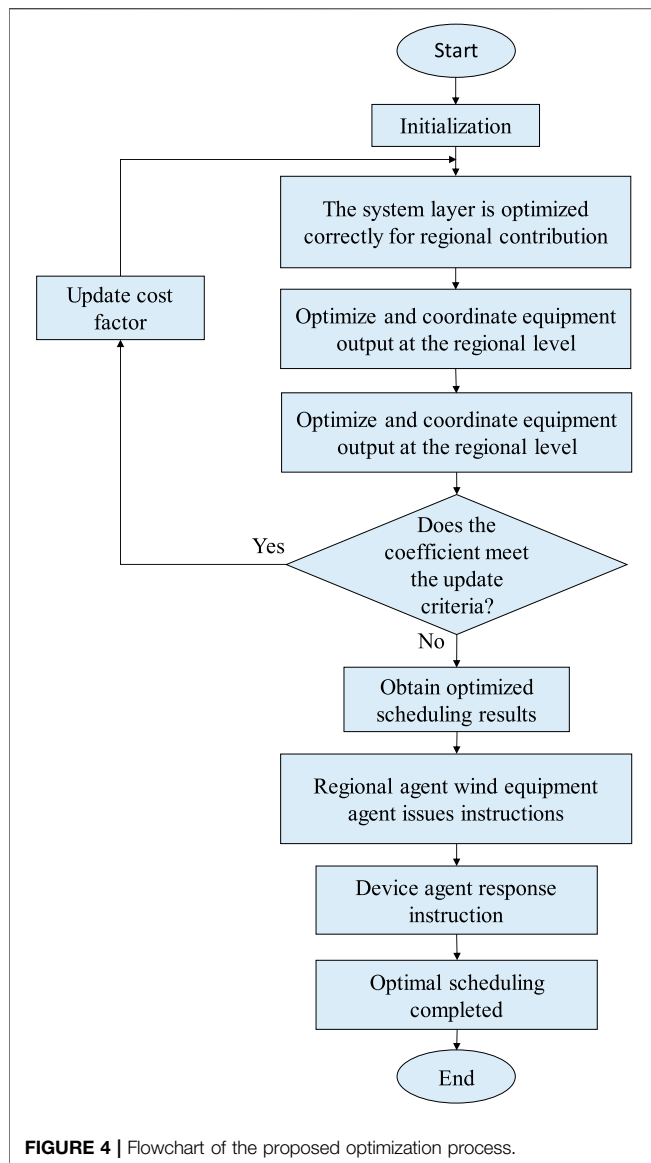 Start
Initialization
The system layer is optimized
correctly for regional contribution
Update cost
factor
Optimize and coordinate equipment
output at the regional level
Optimize and coordinate equipment
output at the regional level
Does the
coefficient meet
the update
criteria?
Yes
No
Obtain optimized
scheduling results
Regional agent wind equipment
agent issues instructions
Device agent response
instruction
Optimal scheduling
completed
End
FIGURE 4 | Flowchart of the proposed optimization process.